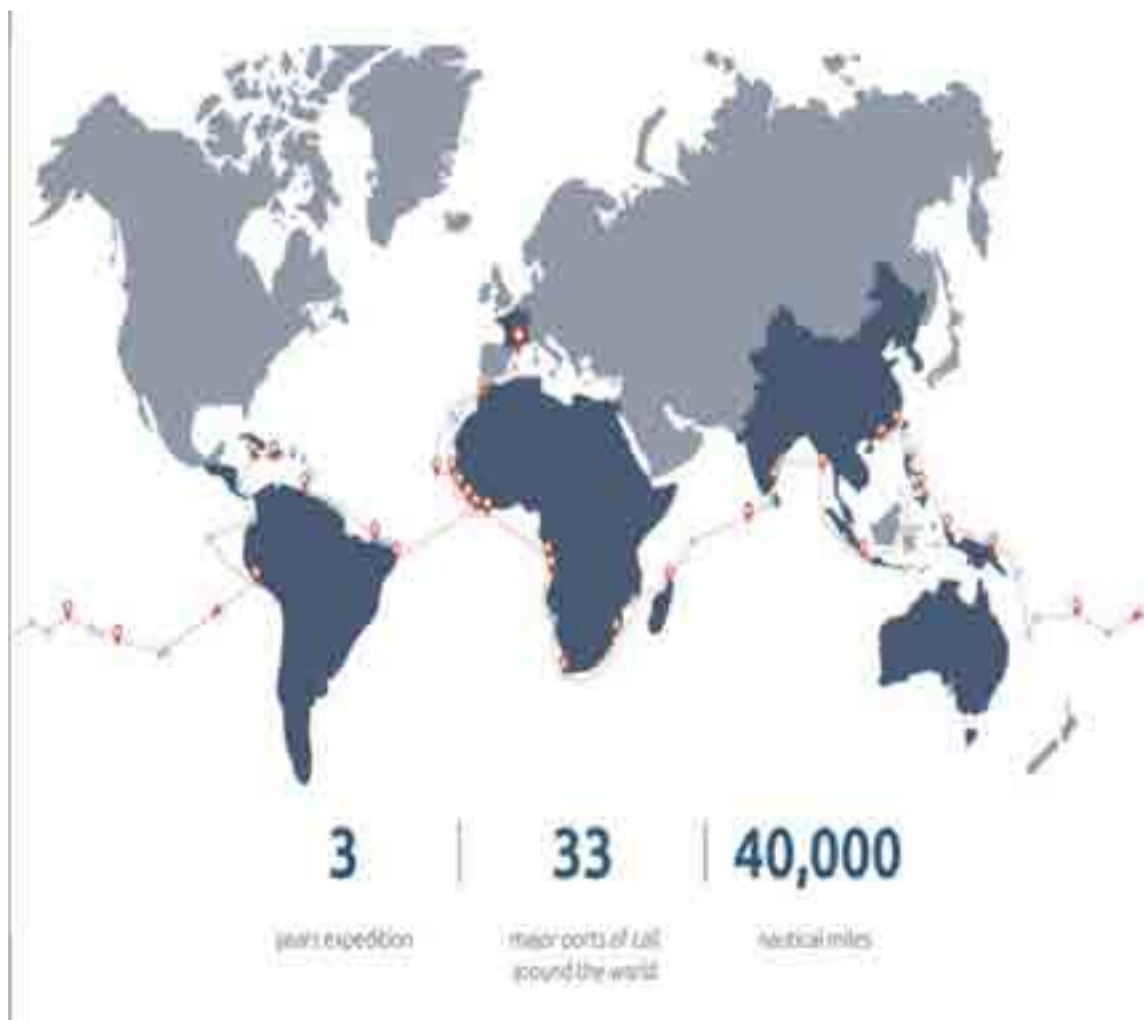 3
33
40,000
years expedition
major ports of call
around the world
nautical miles